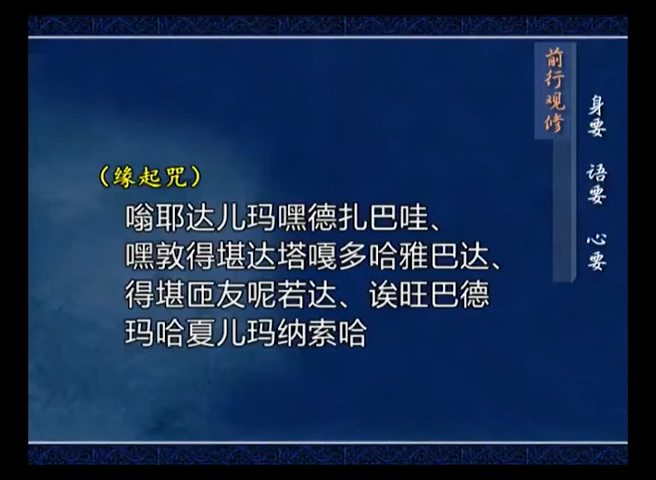 前行观修
身要 语要 心要
（缘起咒）
嗡耶达儿玛嘿德扎巴哇、
嘿敦得堪达塔嘎多哈雅巴达、
得堪匝友呢若达、诶旺巴德
玛哈夏儿玛纳索哈